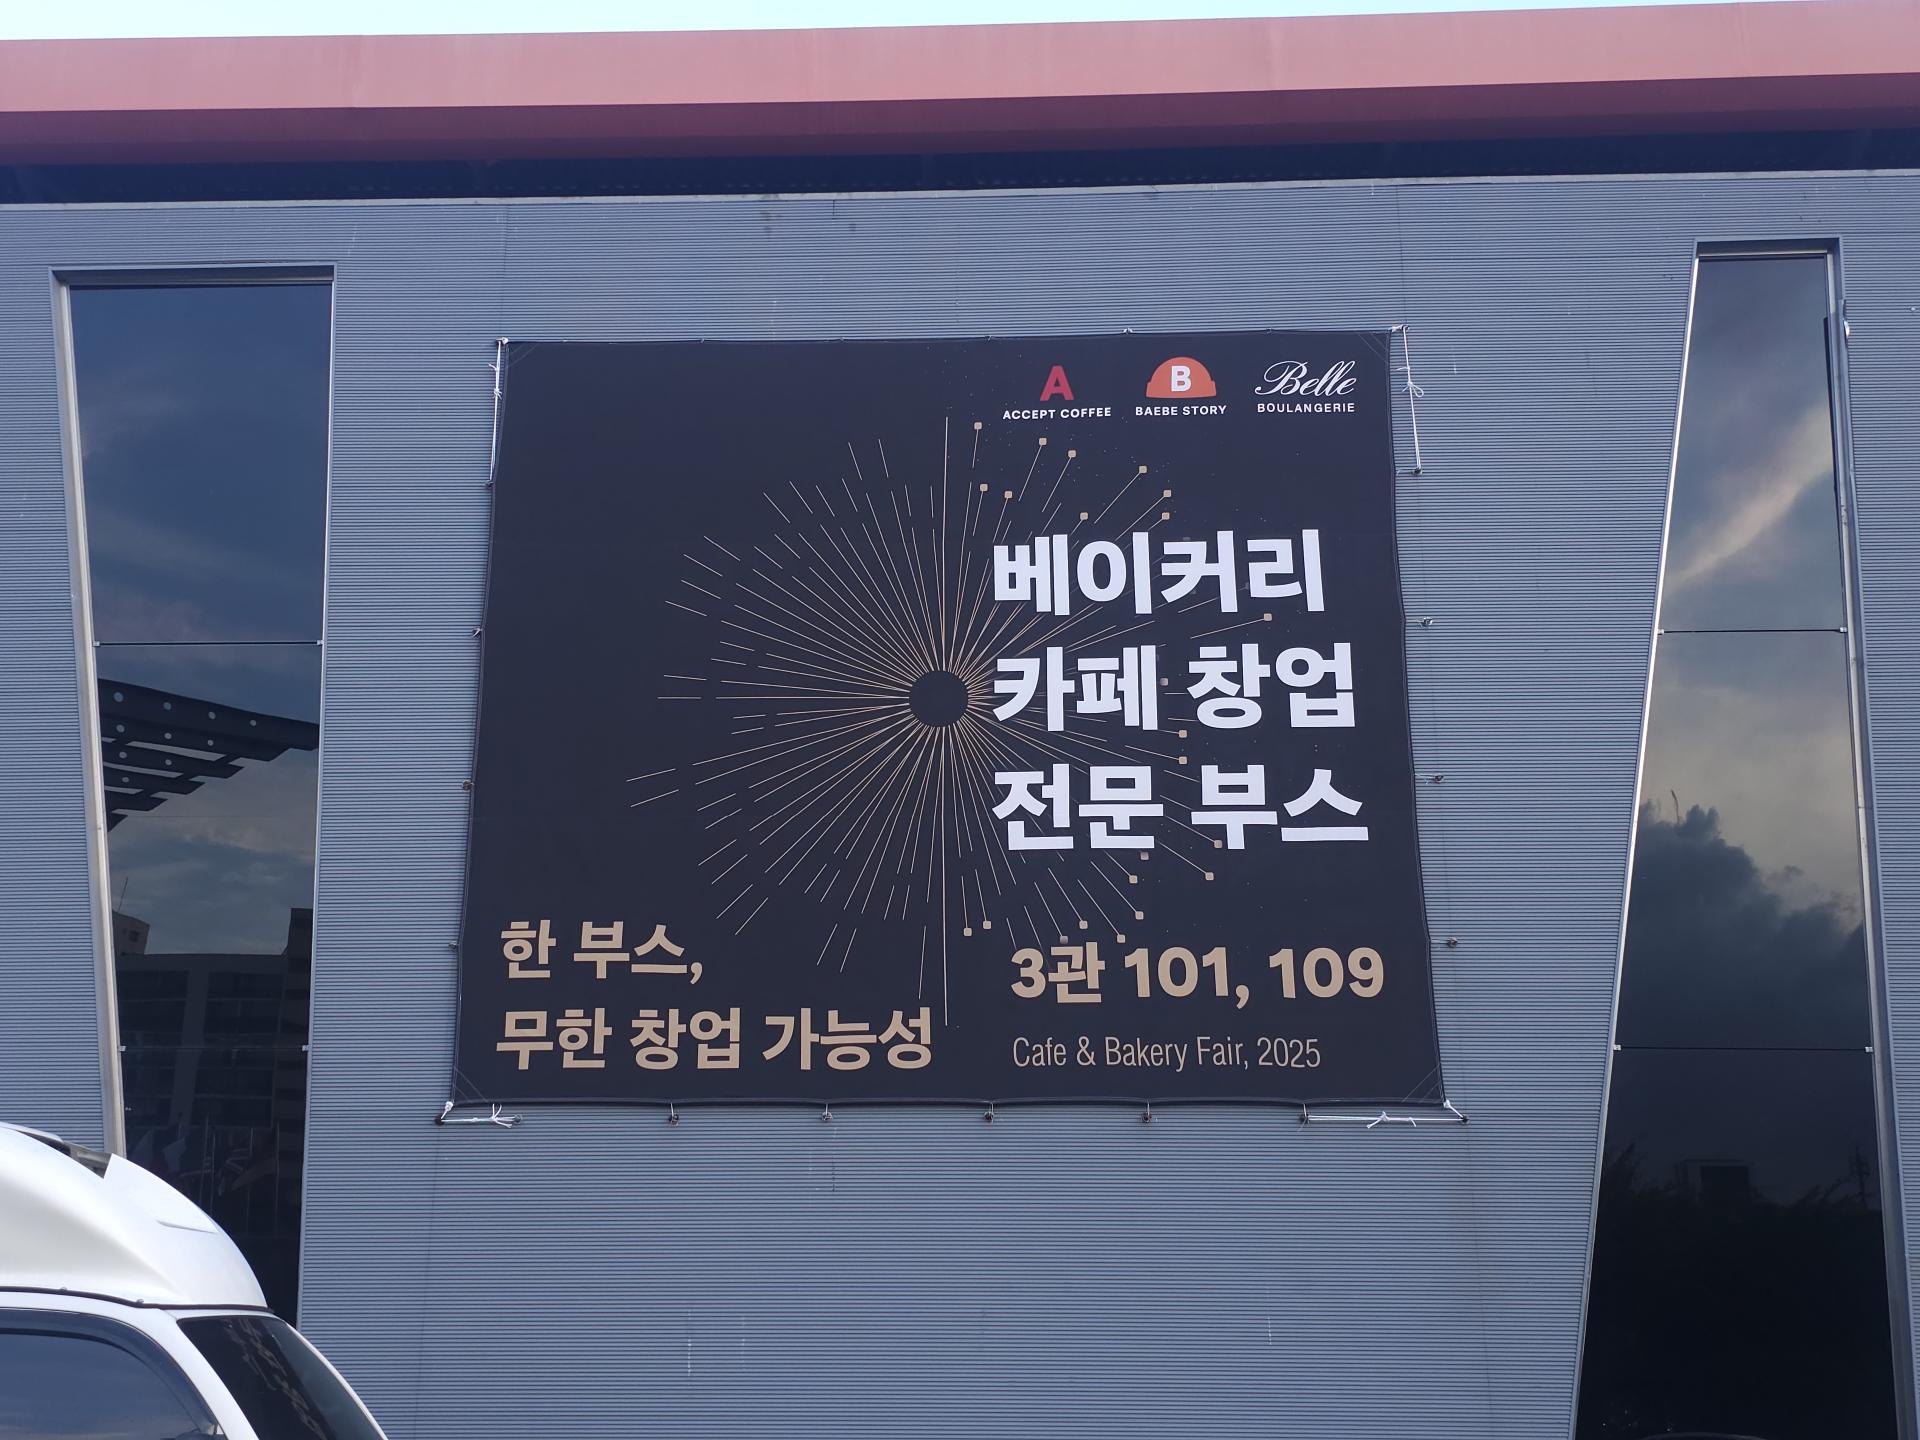 A
ACCEPT COFFEE
B
BAEBE STORY
Belle
BOULANGERIE
베이커리
카페 창업
전문 부스
한 부스,
무한 창업 가능성
3관 101, 109
Cafe & Bakery Fair, 2025